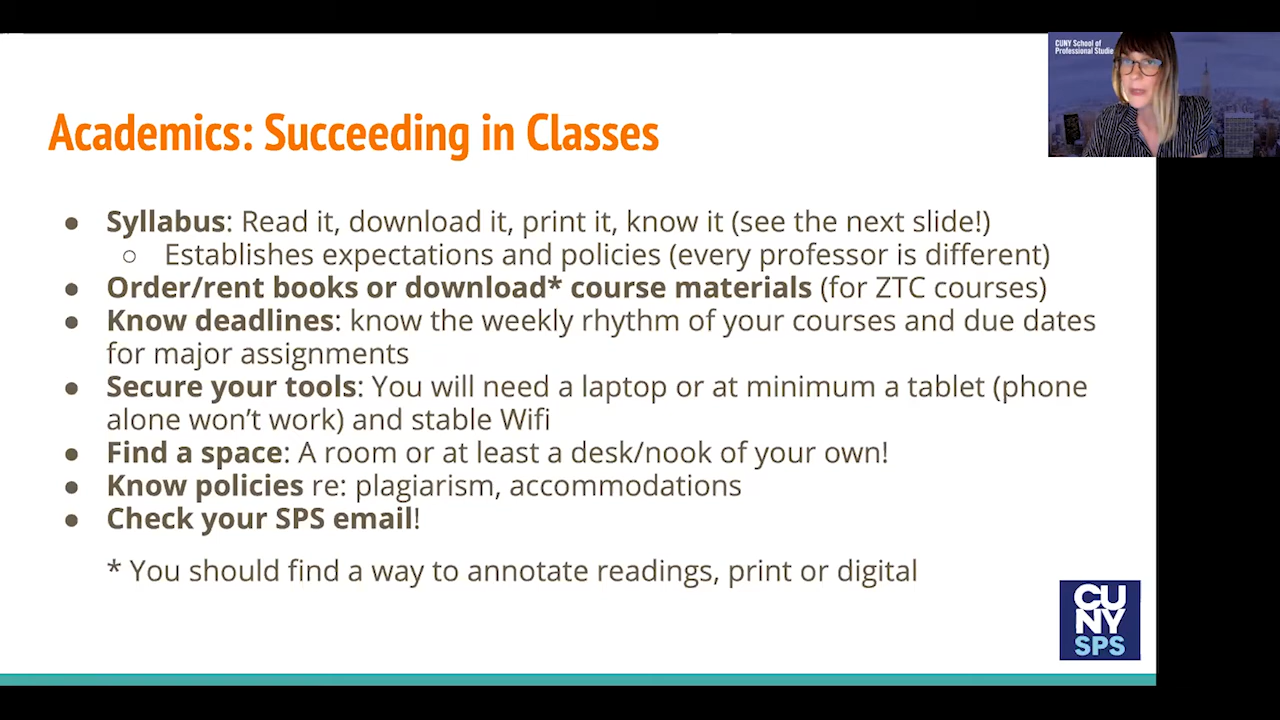 CUNY School of
Professional Studie
Academics: Succeeding in Classes
● Syllabus: Read it, download it, print it, know it (see the next slide!)
○ Establishes expectations and policies (every professor is different)
● Order/rent books or download* course materials (for ZTC courses)
● Know deadlines: know the weekly rhythm of your courses and due dates
for major assignments
● Secure your tools: You will need a laptop or at minimum a tablet (phone
alone won’t work) and stable Wifi
● Find a space: A room or at least a desk/nook of your own!
● Know policies re: plagiarism, accommodations
● Check your SPS email!
* You should find a way to annotate readings, print or digital
CU
NY
SPS